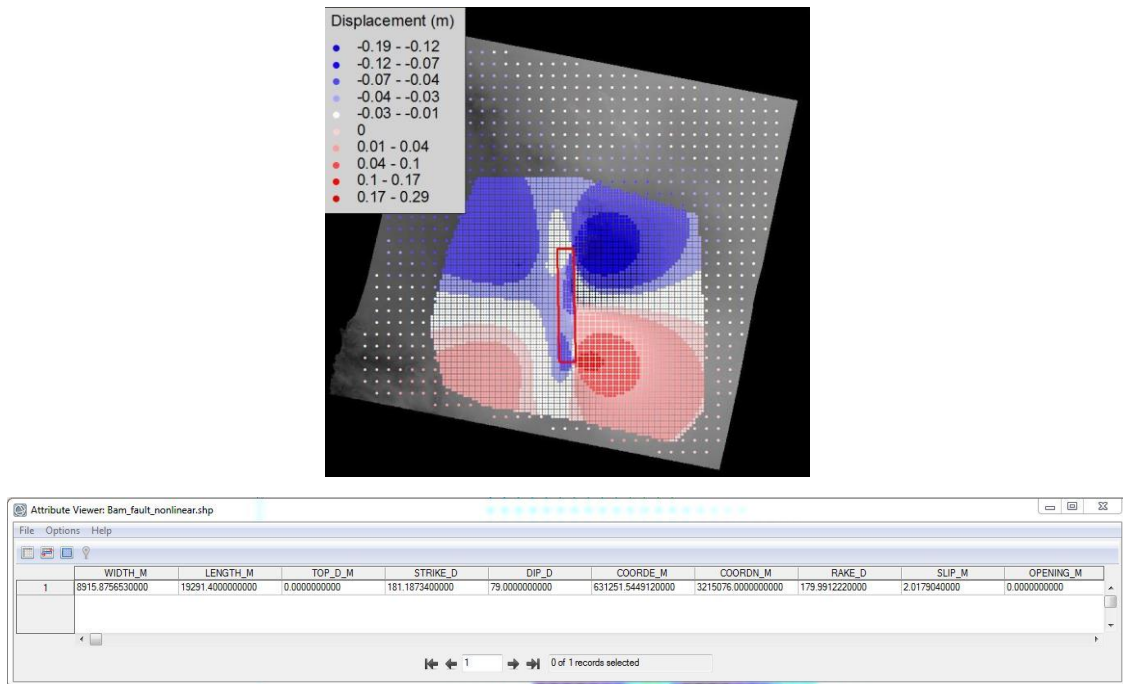 Displacement (m)
-0.19 - -0.12
-0.12 - -0.07
-0.07 - -0.04
-0.04 - -0.03
-0.03 - -0.01
0
0.01 - 0.04
0.04 - 0.1
0.1 - 0.17
0.17 - 0.29
Attribute Viewer: Bam_fault_nonlinear.shp
File Options Help
WIDTH_M LENGTH_M TOP_D_M STRIKE_D DIP_D COORDE_M COORDN_M RAKE_D SLIP_M OPENING_M
1 8915.8756530000 19291.4000000000 0.0000000000 181.1873400000 79.0000000000 631251.5449120000 3215076.0000000000 179.9912220000 2.0179040000 0.0000000000
1 0 of 1 records selected